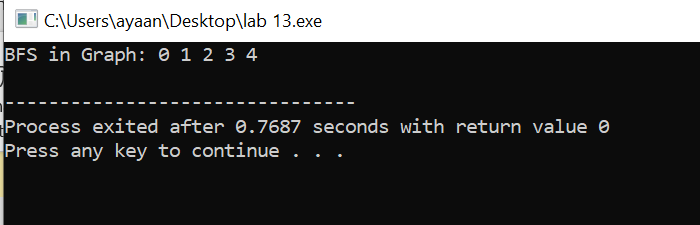 C:\Users\ayaan\Desktop\lab 13.exe
BFS in Graph: 0 1 2 3 4
--------------------------------
Process exited after 0.7687 seconds with return value 0
Press any key to continue . . .